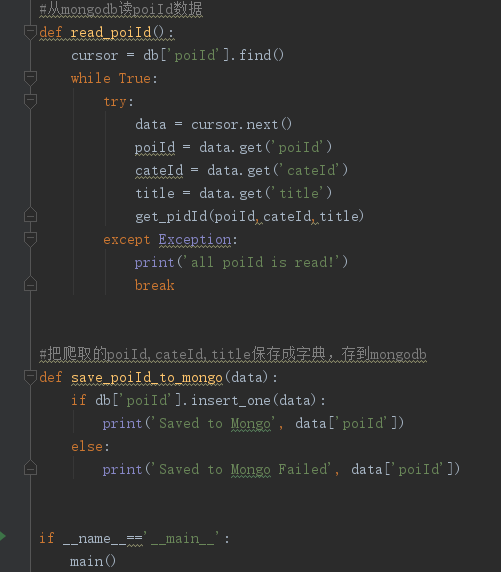 #从mongodb读poiId数据
def read_poiId():
    cursor = db['poiId'].find()
    while True:
        try:
            data = cursor.next()
            poiId = data.get('poiId')
            cateId = data.get('cateId')
            title = data.get('title')
            get_pidId(poiId,cateId,title)
        except Exception:
            print('all poiId is read!')
            break
#把爬取的poiId,cateId,title保存成字典，存到mongodb
def save_poiId_to_mongo(data):
    if db['poiId'].insert_one(data):
        print('Saved to Mongo', data['poiId'])
    else:
        print('Saved to Mongo Failed', data['poiId'])
if __name__=='__main__':
    main()